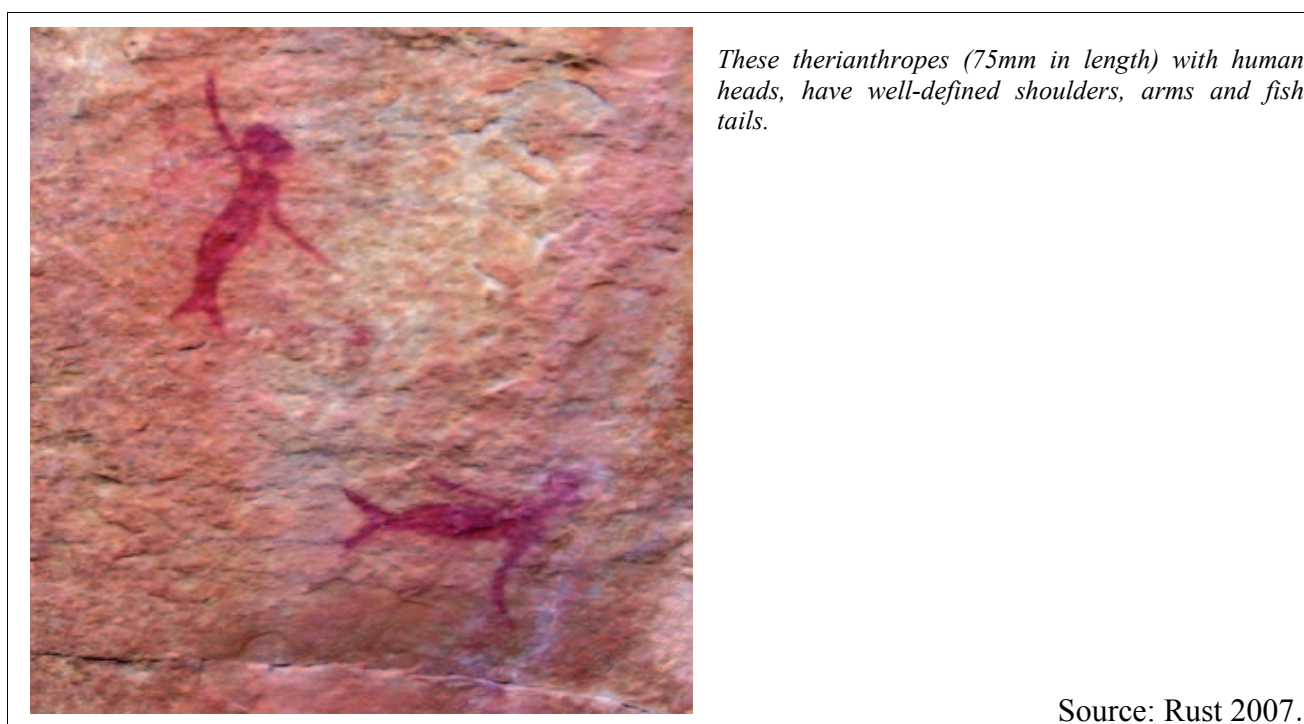 These therianthropes (75mm in length) with human
heads, have well-defined shoulders, arms and fish
tails.
Source: Rust 2007.